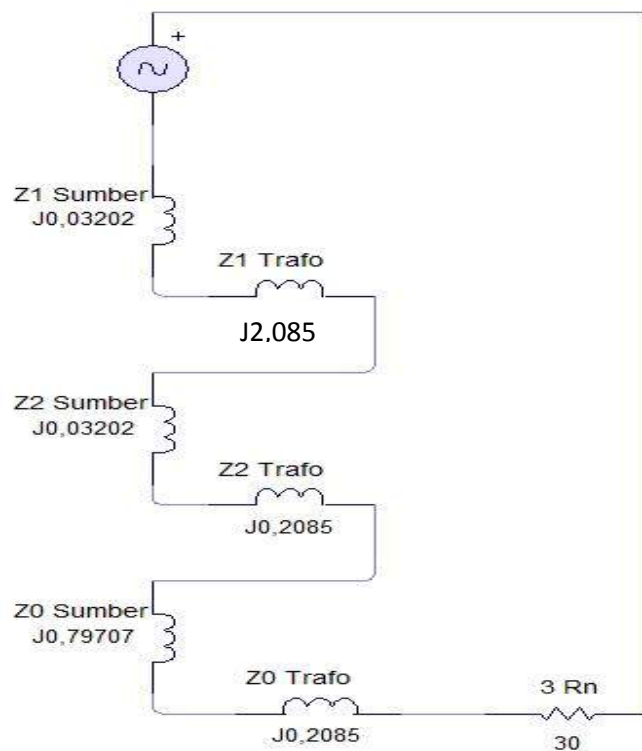 +
Z1 Sumber
J0,03202
Z1 Trafo
J2,085
Z2 Sumber
J0,03202
Z2 Trafo
J0,2085
Z0 Sumber
J0,79707
Z0 Trafo
J0,2085
3 Rn
30